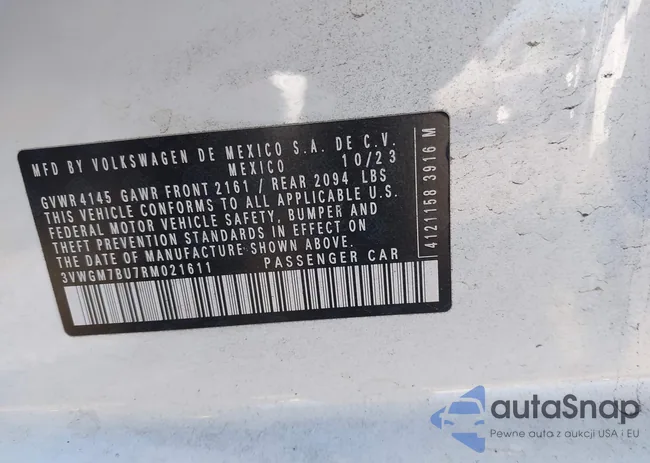 MFD BY VOLKSWAGEN DE MEXICO S.A. DE C.V.
MEXICO 10/23
GVWR 4145 GAWR FRONT 2161 / REAR 2094 LBS
THIS VEHICLE CONFORMS TO ALL APPLICABLE U.S.
FEDERAL MOTOR VEHICLE SAFETY, BUMPER AND
THEFT PREVENTION STANDARDS IN EFFECT ON
THE DATE OF MANUFACTURE SHOWN ABOVE.
3VWGM7BU7RM021611 PASSENGER CAR
4121158 3916 M
autaSnap
Pewne auta z aukcji USA i EU